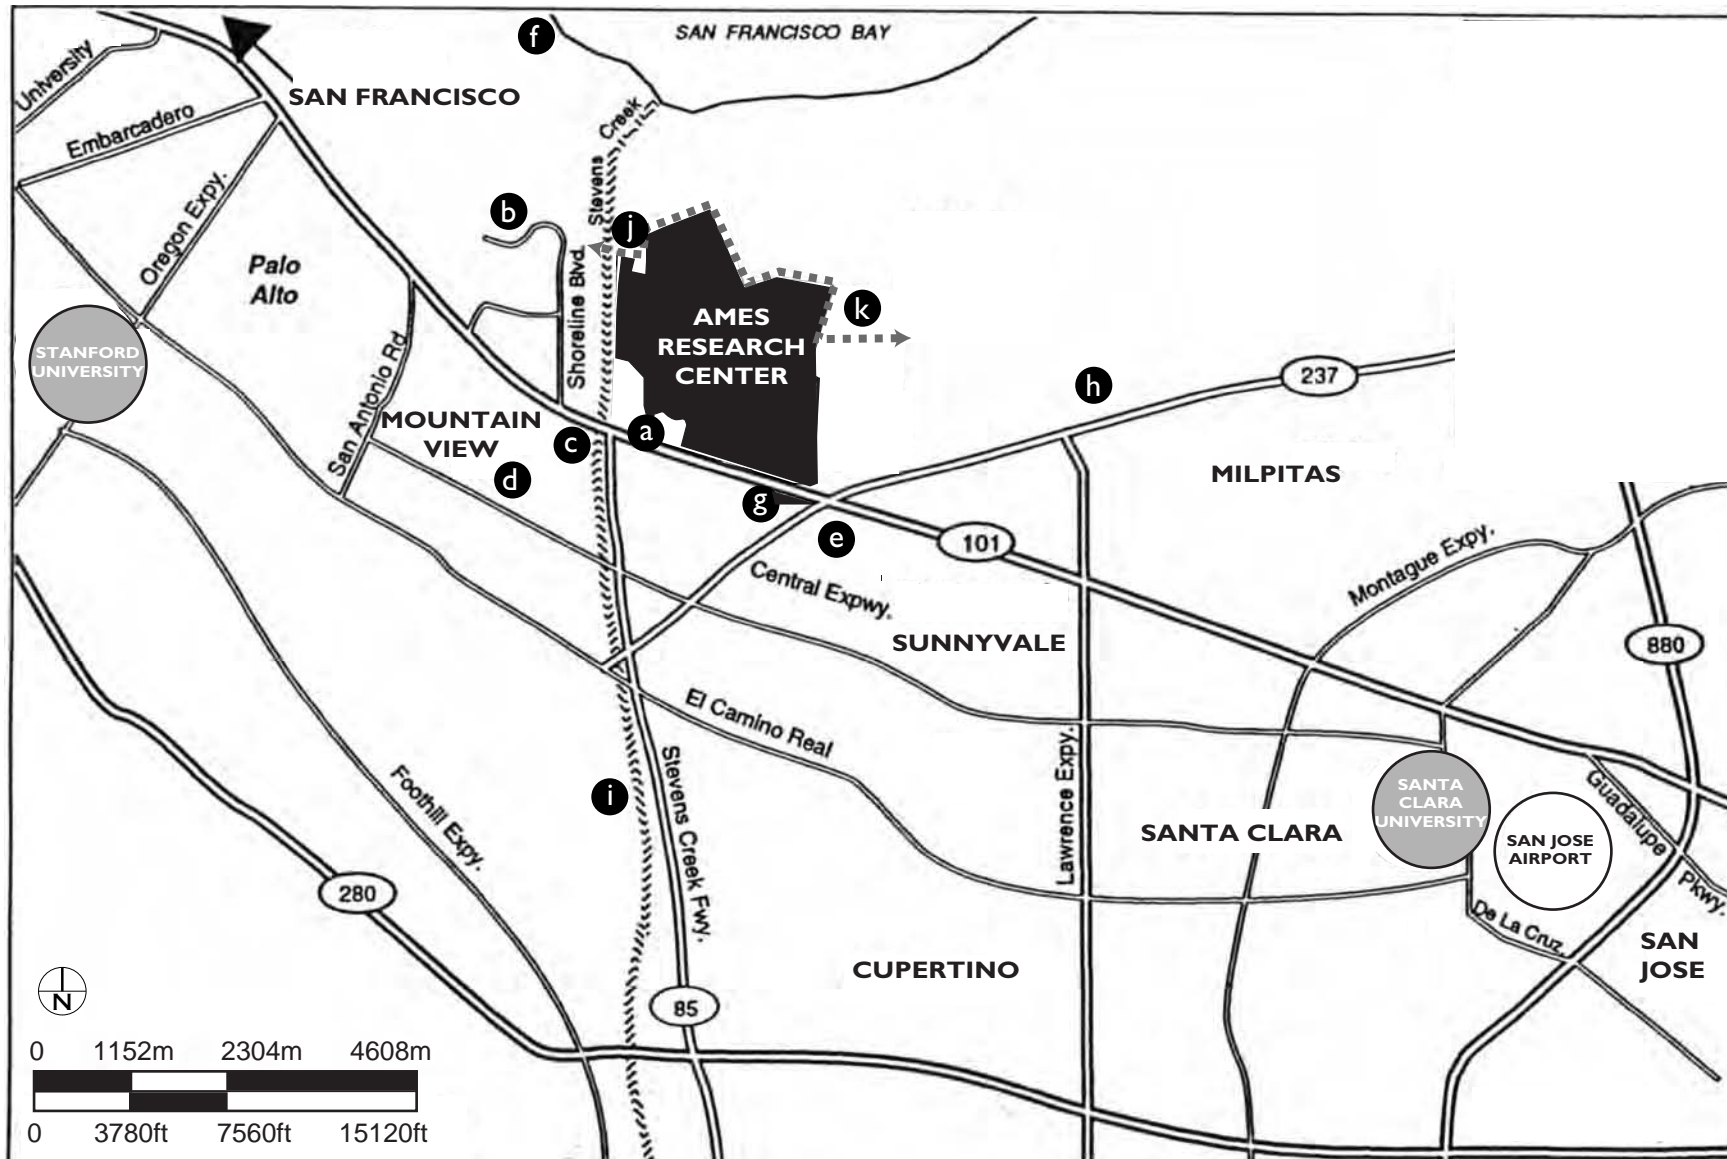 f
SAN FRANCISCO BAY
University
SAN FRANCISCO
Embarcadero
Creek
Stevens
Oregon Expy.
b
j
Palo
Alto
Shoreline Blvd.
k
AMES
RESEARCH
CENTER
STANFORD
UNIVERSITY
San Antonio Rd
h
237
MOUNTAIN
VIEW
c
a
d
MILPITAS
g
e
101
Central Expwy.
Montague Expy.
SUNNYVALE
880
El Camino Real
Stevens Creek Fwy.
Lawrence Expy.
i
Foothill Expy.
SANTA
CLARA
UNIVERSITY
Guadalupe
Pkwy.
SANTA CLARA
SAN JOSE
AIRPORT
280
De La Cruz
SAN
JOSE
CUPERTINO
85
N
0 1152m 2304m 4608m
0 3780ft 7560ft 15120ft